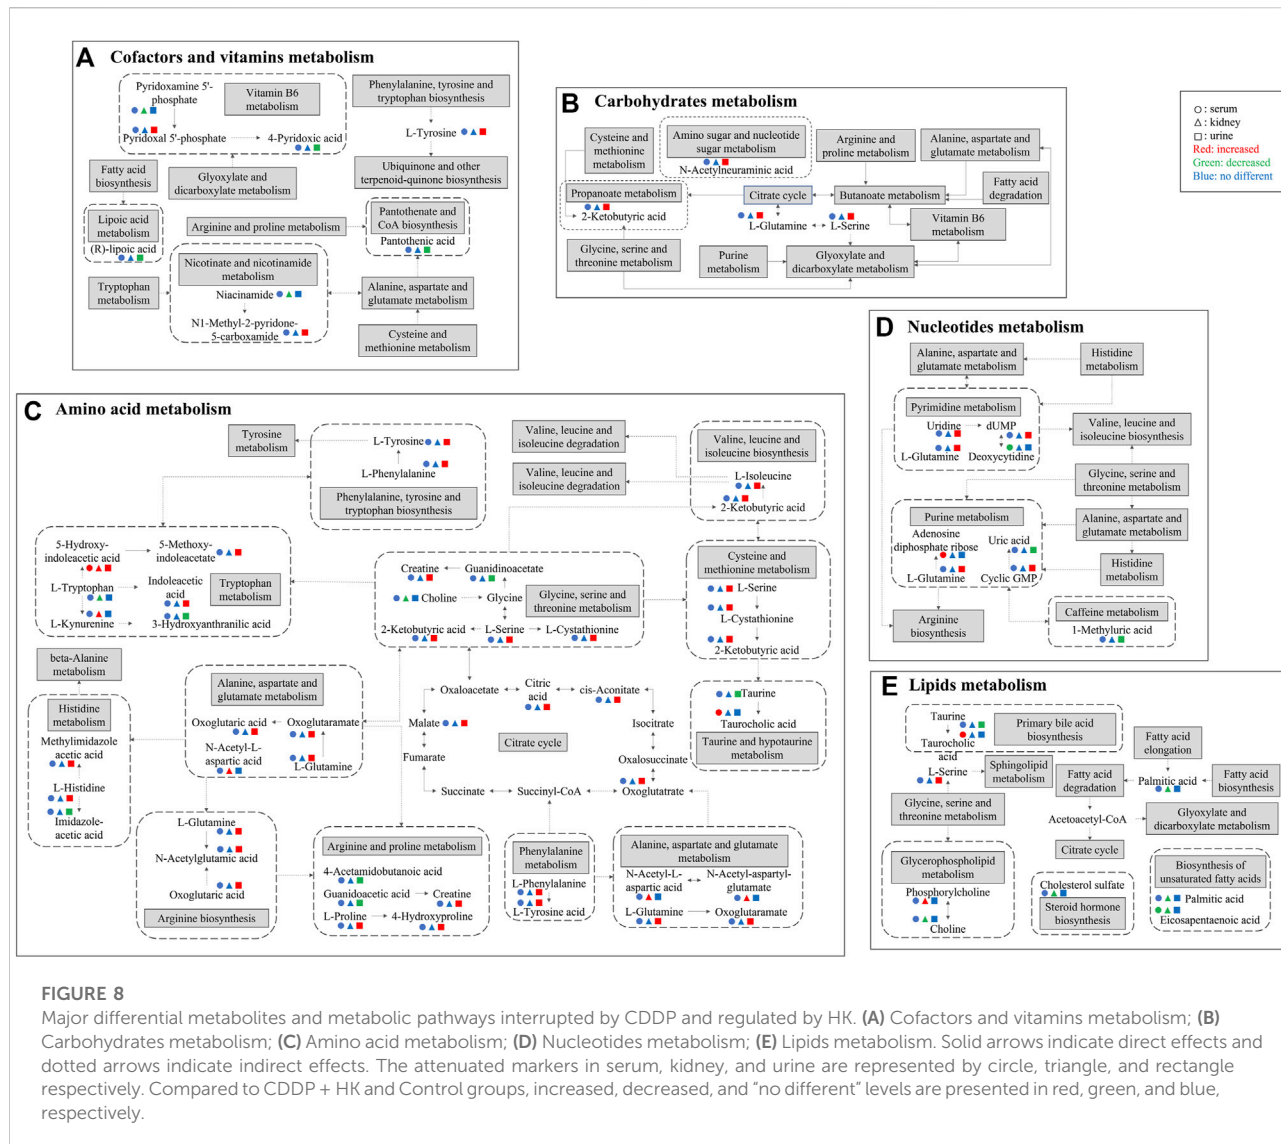 A Cofactors and vitamins metabolism
Pyridoxamine 5'-
phosphate
Vitamin B6
metabolism
Pyridoxal 5'-phosphate
4-Pyridoxic acid
Phenylalanine, tyrosine and
tryptophan biosynthesis
L-Tyrosine
Ubiquinone and other
terpenoid-quinone biosynthesis
Fatty acid
biosynthesis
Glyoxylate and
dicarboxylate metabolism
Lipoic acid
metabolism
(R)-lipoic acid
Arginine and proline metabolism
Pantothenate and
CoA biosynthesis
Pantothenic acid
Tryptophan
metabolism
Nicotinate and nicotinamide
metabolism
Niacinamide
N1-Methyl-2-pyridone-
5-carboxamide
Alanine, aspartate and
glutamate metabolism
Cysteine and
methionine metabolism
B Carbohydrates metabolism
Cysteine and
methionine metabolism
Amino sugar and nucleotide
sugar metabolism
N-Acetylneuraminic acid
Arginine and
proline metabolism
Alanine, aspartate and
glutamate metabolism
Propanoate metabolism
2-Ketobutyric acid
Citrate cycle
Butanoate metabolism
Fatty acid
degradation
L-Glutamine
L-Serine
Vitamin B6
metabolism
Glycine, serine and
threonine metabolism
Purine
metabolism
Glyoxylate and
dicarboxylate metabolism
: serum
: kidney
: urine
Red: increased
Green: decreased
Blue: no different
C Amino acid metabolism
Tyrosine
metabolism
L-Tyrosine
L-Phenylalanine
Phenylalanine, tyrosine and
tryptophan biosynthesis
Valine, leucine and
isoleucine degradation
Valine, leucine and
isoleucine degradation
Valine, leucine and
isoleucine biosynthesis
L-Isoleucine
2-Ketobutyric acid
5-Hydroxy-
indoleacetic acid
5-Methoxy-
indoleacetate
L-Tryptophan
Indoleacetic
acid
Tryptophan
metabolism
L-Kynurenine
3-Hydroxyanthranilic acid
Creatine
Guanidinoacetate
Choline
Glycine
Glycine, serine and
threonine metabolism
2-Ketobutyric acid
L-Serine
L-Cystathionine
Cysteine and
methionine metabolism
L-Serine
L-Cystathionine
2-Ketobutyric acid
beta-Alanine
metabolism
Histidine
metabolism
Methylimidazole
acetic acid
L-Histidine
Imidazole-
acetic acid
Alanine, aspartate and
glutamate metabolism
Oxoglutaric acid
Oxoglutaramate
N-Acetyl-L-
aspartic acid
L-Glutamine
Oxaloacetate
Citric
acid
cis-Aconitate
Malate
Isocitrate
Fumarate
Citrate cycle
Oxalosuccinate
Succinate
Succinyl-CoA
Oxoglutatrate
Taurine
Taurocholic acid
Taurine and hypotaurine
metabolism
L-Glutamine
N-Acetylglutamic acid
Oxoglutaric acid
Arginine biosynthesis
Arginine and proline metabolism
4-Acetamidobutanoic acid
Guanidoacetic acid
Creatine
L-Proline
4-Hydroxyproline
Phenylalanine
metabolism
L-Phenylalanine
L-Tyrosine acid
Alanine, aspartate and glutamate
metabolism
N-Acetyl-L-
aspartic acid
N-Acetyl-aspartyl-
glutamate
L-Glutamine
Oxoglutaramate
D Nucleotides metabolism
Alanine, aspartate and
glutamate metabolism
Histidine
metabolism
Pyrimidine metabolism
Uridine
dUMP
L-Glutamine
Deoxycytidine
Valine, leucine and
isoleucine biosynthesis
Glycine, serine and
threonine metabolism
Purine metabolism
Adenosine
diphosphate ribose
Uric acid
L-Glutamine
Cyclic GMP
Alanine, aspartate and
glutamate metabolism
Histidine
metabolism
Arginine
biosynthesis
Caffeine metabolism
1-Methyluric acid
E Lipids metabolism
Taurine
Taurocholic
acid
Primary bile acid
biosynthesis
L-Serine
Sphingolipid
metabolism
Fatty acid
elongation
Fatty acid
degradation
Palmitic acid
Fatty acid
biosynthesis
Glycine, serine and
threonine metabolism
Acetoacetyl-CoA
Glyoxylate and
dicarboxylate metabolism
Citrate cycle
Glycerophospholipid
metabolism
Phosphorylcholine
Choline
Cholesterol sulfate
Steroid hormone
biosynthesis
Biosynthesis of
unsaturated fatty acids
Palmitic acid
Eicosapentaenoic acid
FIGURE 8
Major differential metabolites and metabolic pathways interrupted by CDDP and regulated by HK. (A) Cofactors and vitamins metabolism; (B)
Carbohydrates metabolism; (C) Amino acid metabolism; (D) Nucleotides metabolism; (E) Lipids metabolism. Solid arrows indicate direct effects and
dotted arrows indicate indirect effects. The attenuated markers in serum, kidney, and urine are represented by circle, triangle, and rectangle
respectively. Compared to CDDP + HK and Control groups, increased, decreased, and "no different" levels are presented in red, green, and blue,
respectively.